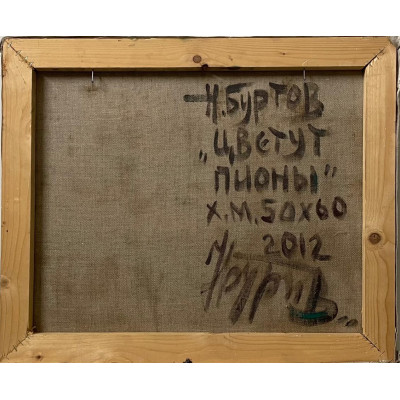 Н.Буртов
„Цветут
пионы"
х.м.50х60
2012